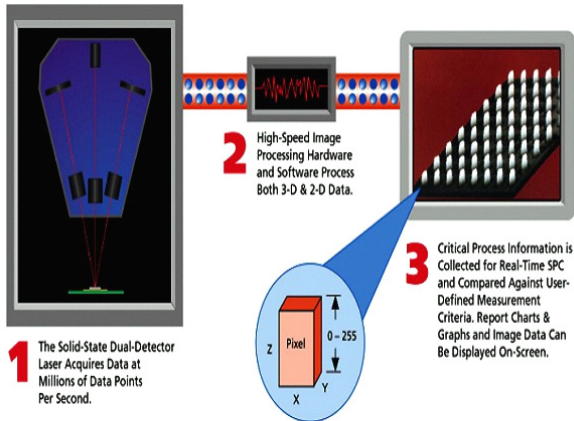 1
The Solid-State Dual-Detector
Laser Acquires Data at
Millions of Data Points
Per Second.
2
High-Speed Image
Processing Hardware
and Software Process
Both 3-D & 2-D Data.
3
Critical Process Information is
Collected for Real-Time SPC
and Compared Against User-
Defined Measurement
Criteria. Report Charts &
Graphs and Image Data Can
Be Displayed On-Screen.
Pixel
0 – 255
Z
Y
X